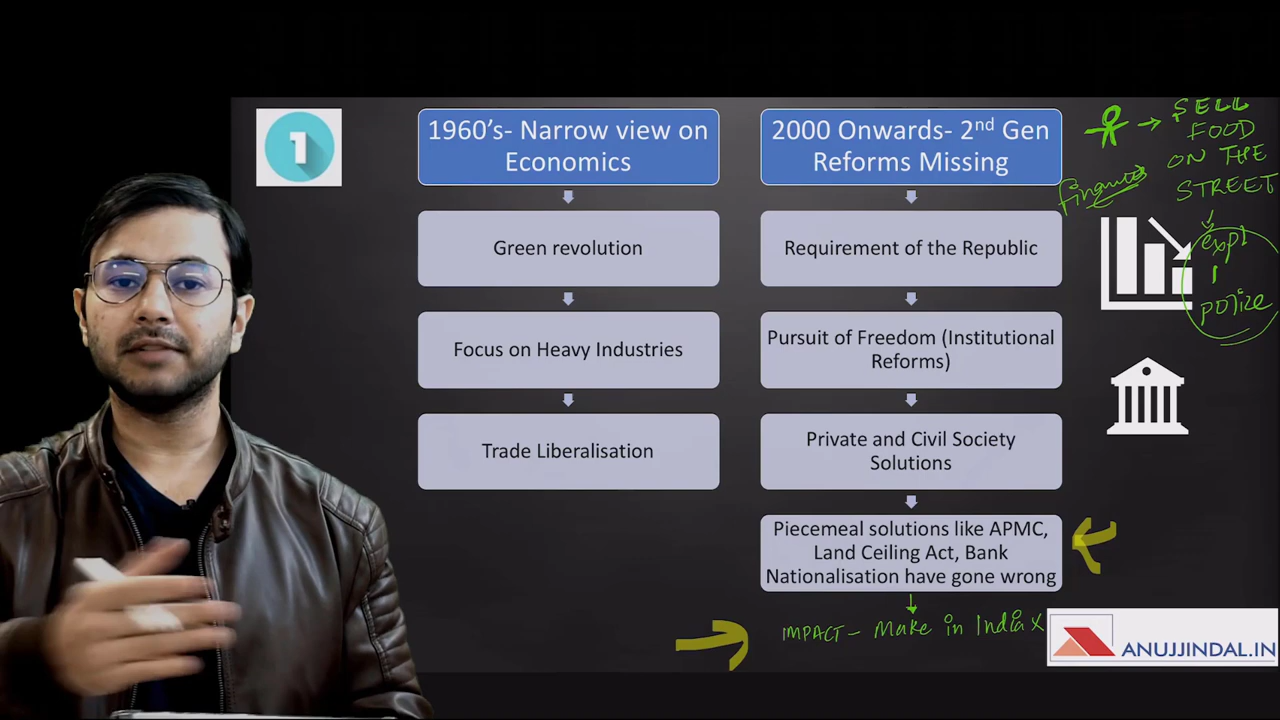 1
1960's- Narrow view on
Economics
Green revolution
Focus on Heavy Industries
Trade Liberalisation
2000 Onwards- 2nd Gen
Reforms Missing
Requirement of the Republic
Pursuit of Freedom (Institutional
Reforms)
Private and Civil Society
Solutions
Piecemeal solutions like APMC,
Land Ceiling Act, Bank
Nationalisation have gone wrong
IMPACT - Make in India X
SELL
FOOD
ON THE
STREET
finances
expl
police
ANUJJINDAL.IN